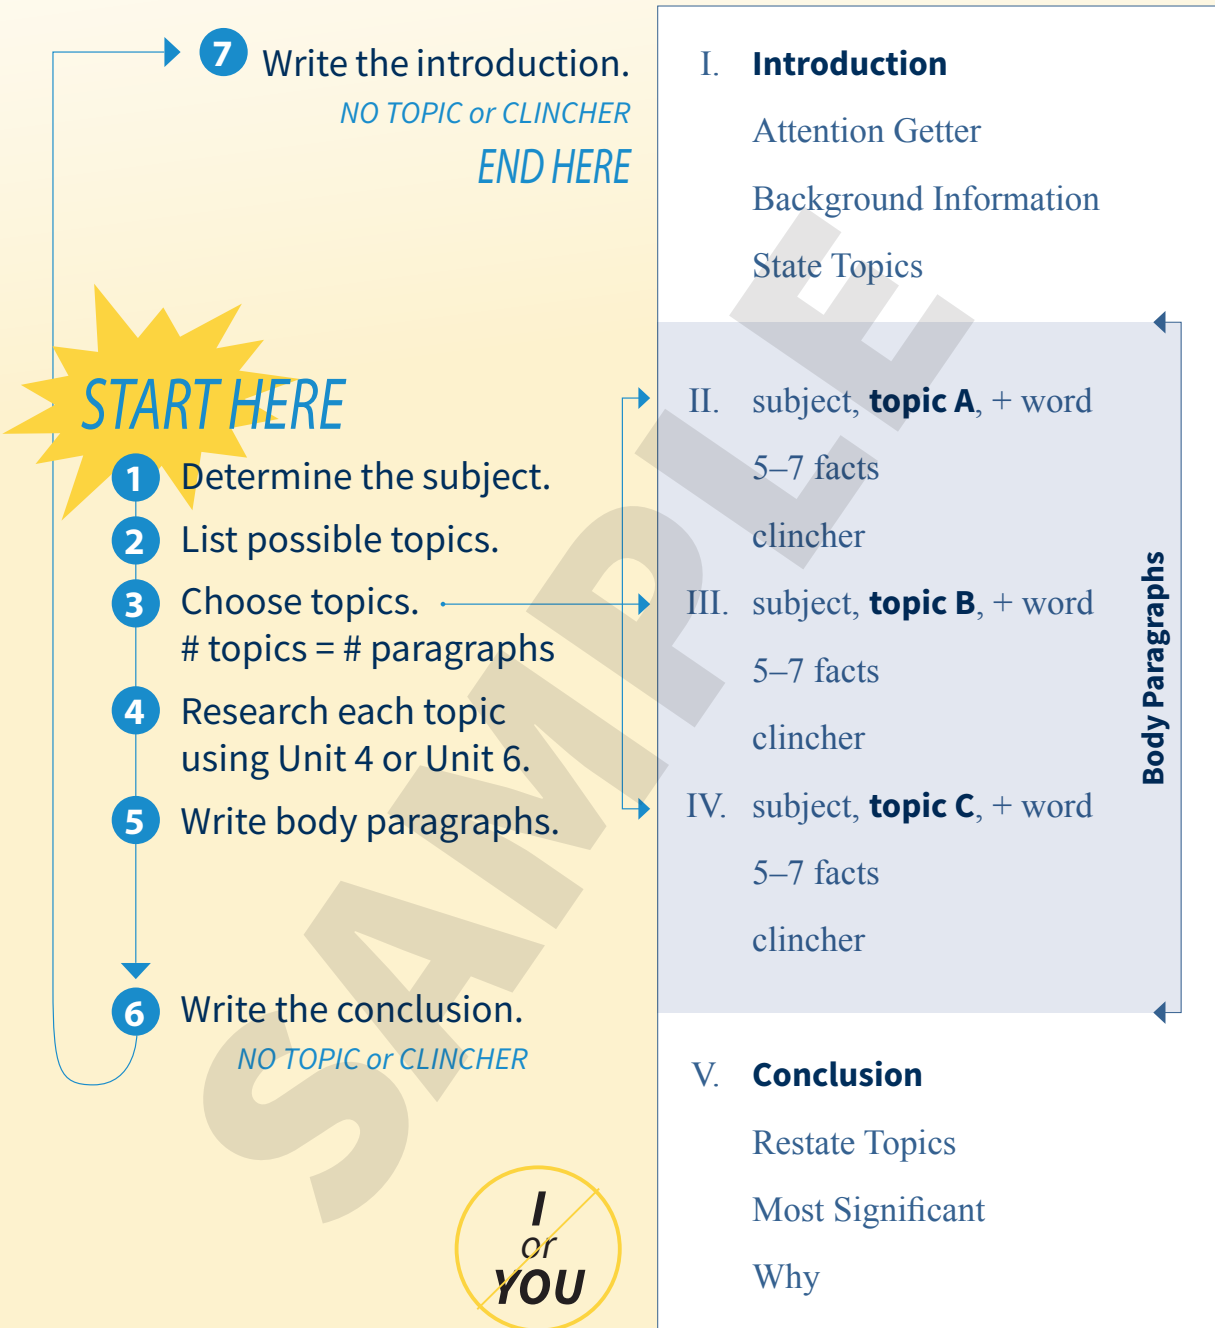 7 Write the introduction.
NO TOPIC or CLINCHER
END HERE
START HERE
1 Determine the subject.
2 List possible topics.
3 Choose topics.
# topics = # paragraphs
4 Research each topic
using Unit 4 or Unit 6.
5 Write body paragraphs.
6 Write the conclusion.
NO TOPIC or CLINCHER
I
or
YOU
I. Introduction
Attention Getter
Background Information
State Topics
II. subject, topic A, + word
5–7 facts
clincher
III. subject, topic B, + word
5–7 facts
clincher
IV. subject, topic C, + word
5–7 facts
clincher
Body Paragraphs
V. Conclusion
Restate Topics
Most Significant
Why
SAMPLE